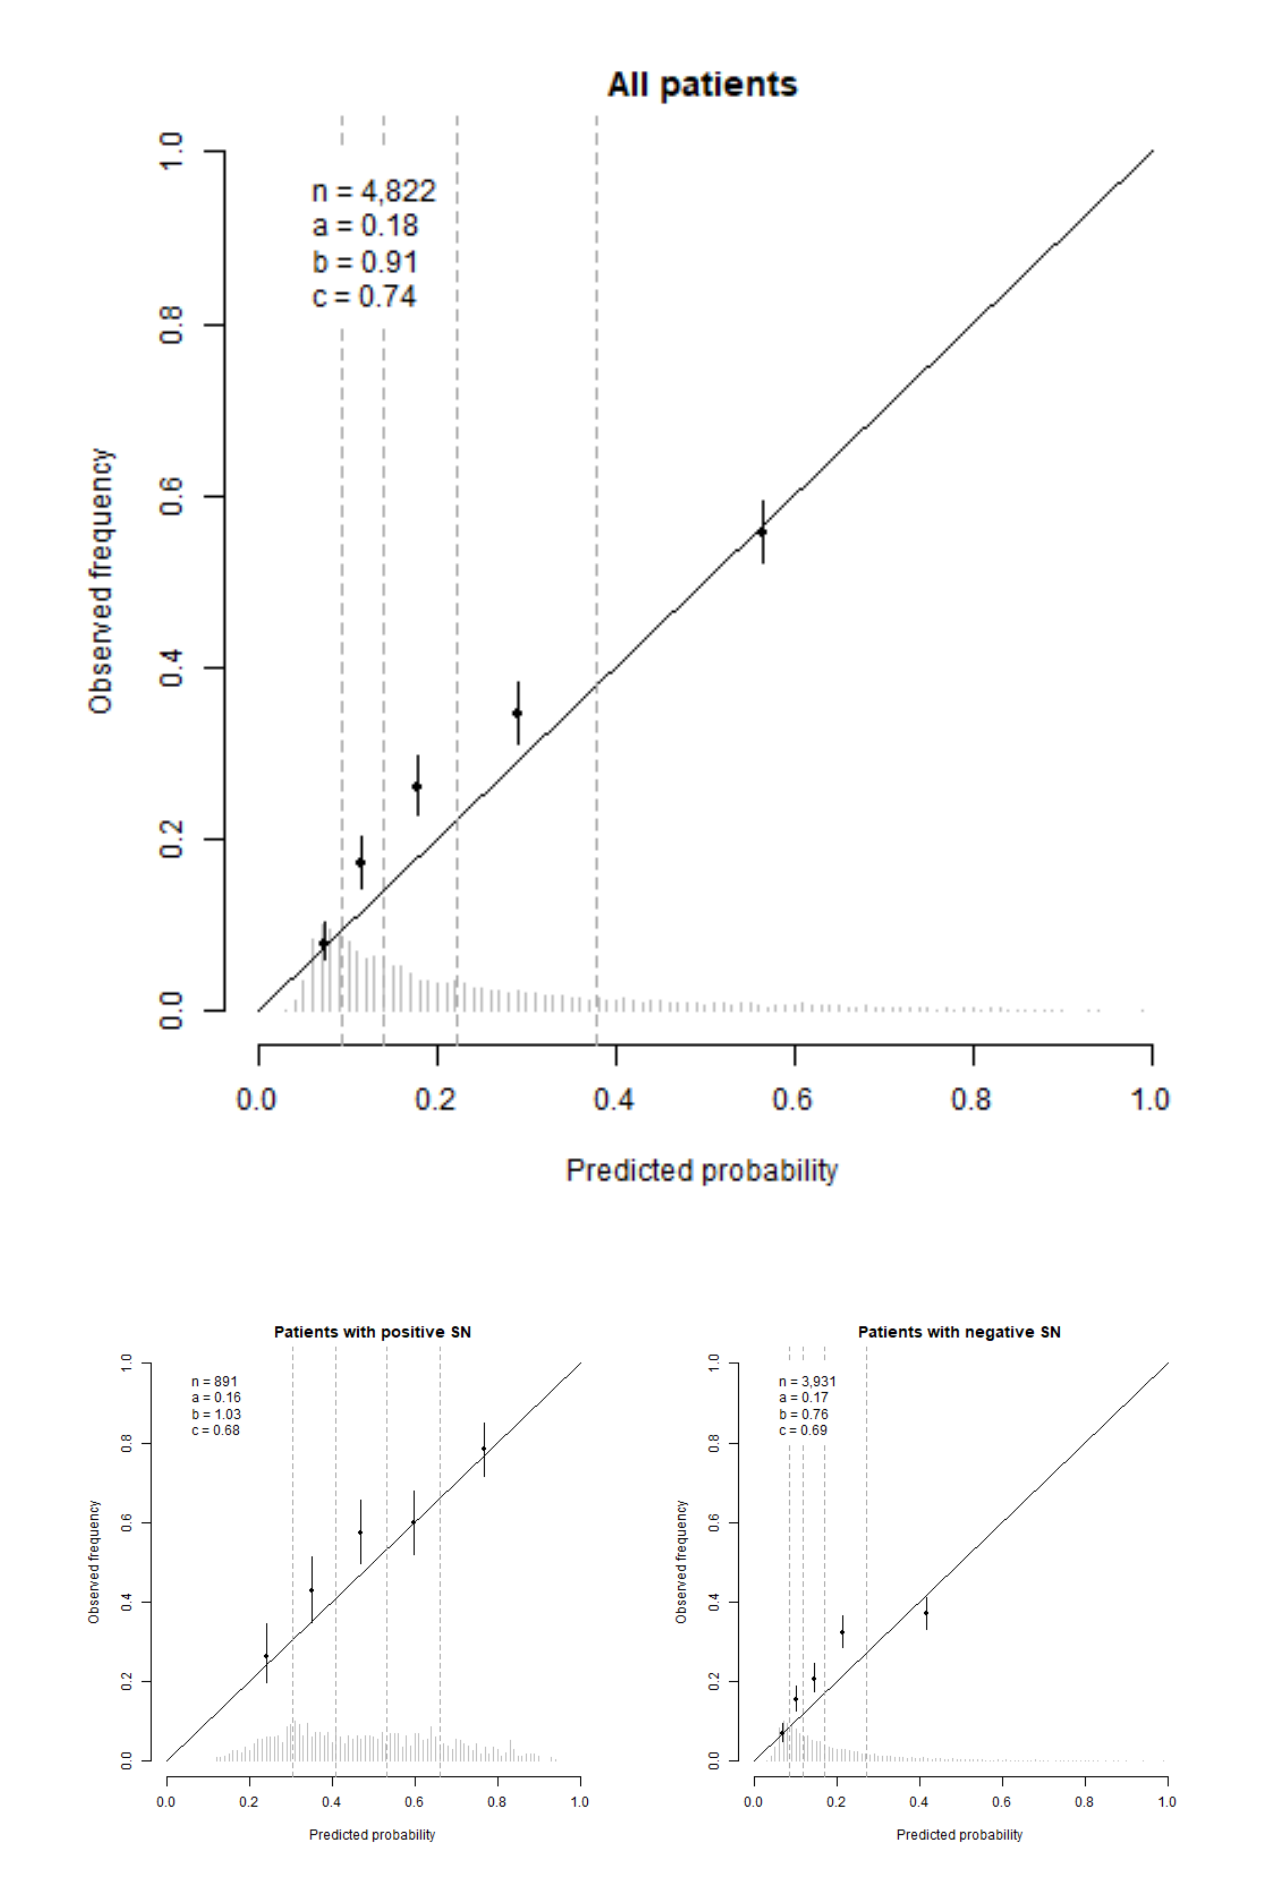 All patients
n = 4,822
a = 0.18
b = 0.91
c = 0.74
1.0
0.8
0.6
0.4
0.2
0.0
Observed frequency
0.0 0.2 0.4 0.6 0.8 1.0
Predicted probability
Patients with positive SN
n = 891
a = 0.16
b = 1.03
c = 0.68
1.0
0.8
0.6
0.4
0.2
0.0
Observed frequency
0.0 0.2 0.4 0.6 0.8 1.0
Predicted probability
Patients with negative SN
n = 3,931
a = 0.17
b = 0.76
c = 0.69
1.0
0.8
0.6
0.4
0.2
0.0
Observed frequency
0.0 0.2 0.4 0.6 0.8 1.0
Predicted probability